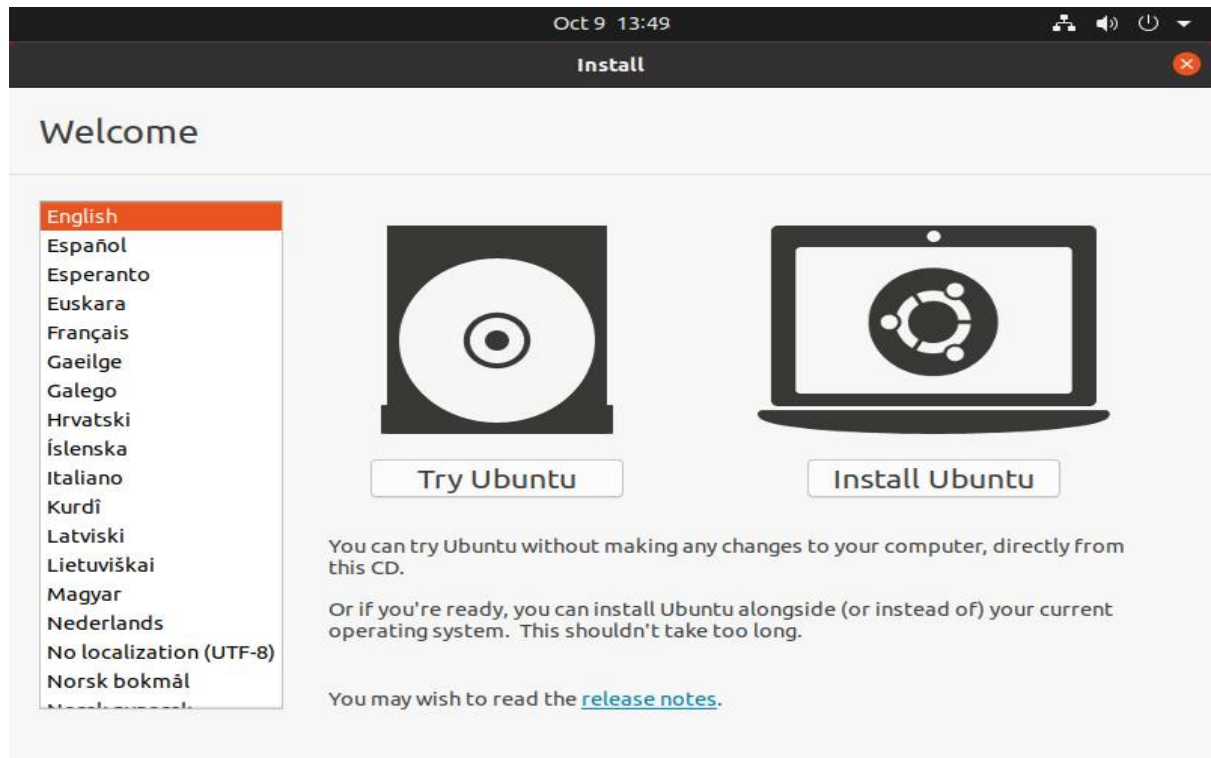 Oct 9 13:49
Install
Welcome
English
Español
Esperanto
Euskara
Français
Gaeilge
Galego
Hrvatski
Íslenska
Italiano
Kurdî
Latviski
Lietuviškai
Magyar
Nederlands
No localization (UTF-8)
Norsk bokmål
Try Ubuntu
Install Ubuntu
You can try Ubuntu without making any changes to your computer, directly from
this CD.
Or if you're ready, you can install Ubuntu alongside (or instead of) your current
operating system. This shouldn't take too long.
You may wish to read the release notes.